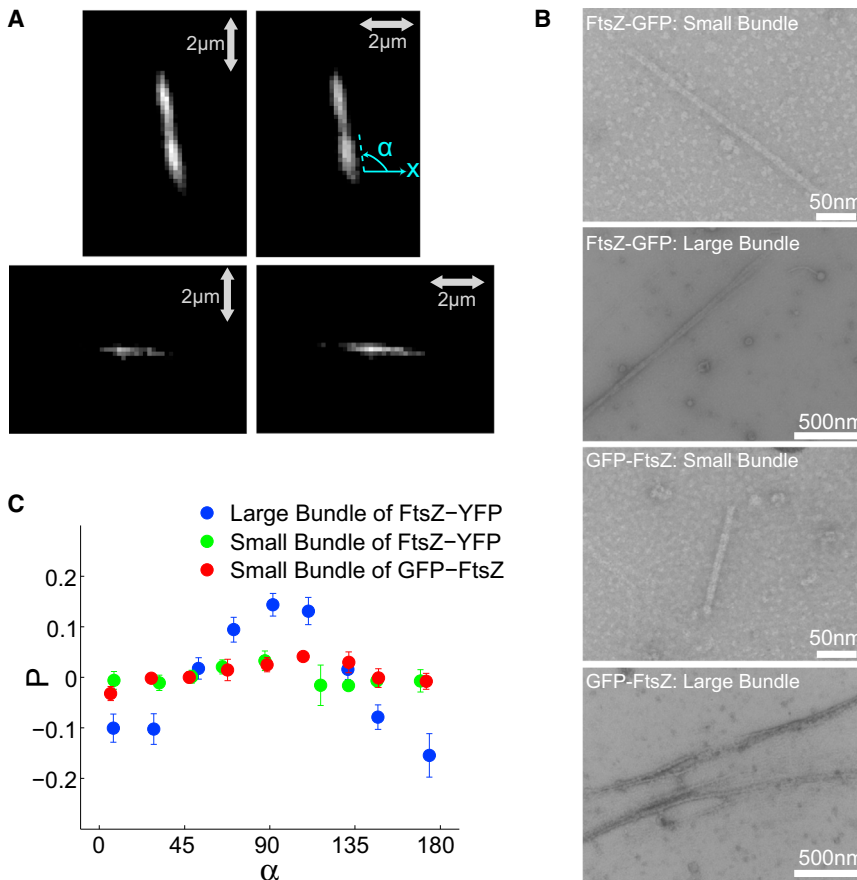 A
2μm
2μm
α
x
2μm
2μm
B
FtsZ-GFP: Small Bundle
50nm
FtsZ-GFP: Large Bundle
500nm
GFP-FtsZ: Small Bundle
50nm
GFP-FtsZ: Large Bundle
500nm
C
Large Bundle of FtsZ−YFP
Small Bundle of FtsZ−YFP
Small Bundle of GFP−FtsZ
0.2
0.1
0
−0.1
−0.2
P
0
45
90
135
180
α